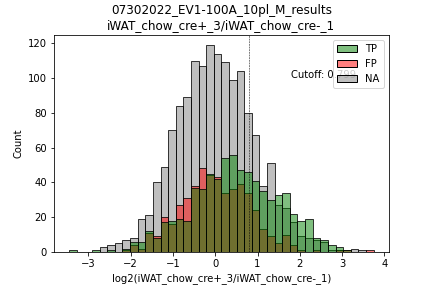 07302022_EV1-100A_10pl_M_results
iWAT_chow_cre+_3/iWAT_chow_cre-_1
120
100
80
60
40
20
0
Count
TP
FP
NA
Cutoff: 0.799
−3
−2
−1
0
1
2
3
4
log2(iWAT_chow_cre+_3/iWAT_chow_cre-_1)